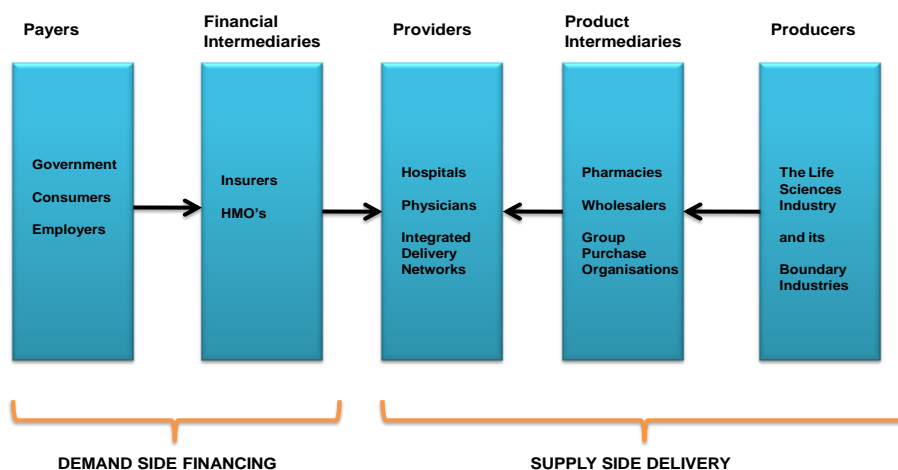 Payers
Financial
Intermediaries
Providers
Product
Intermediaries
Producers
Government
Consumers
Employers
Insurers
HMO's
Hospitals
Physicians
Integrated
Delivery
Networks
Pharmacies
Wholesalers
Group
Purchase
Organisations
The Life
Sciences
Industry
and its
Boundary
Industries
DEMAND SIDE FINANCING
SUPPLY SIDE DELIVERY